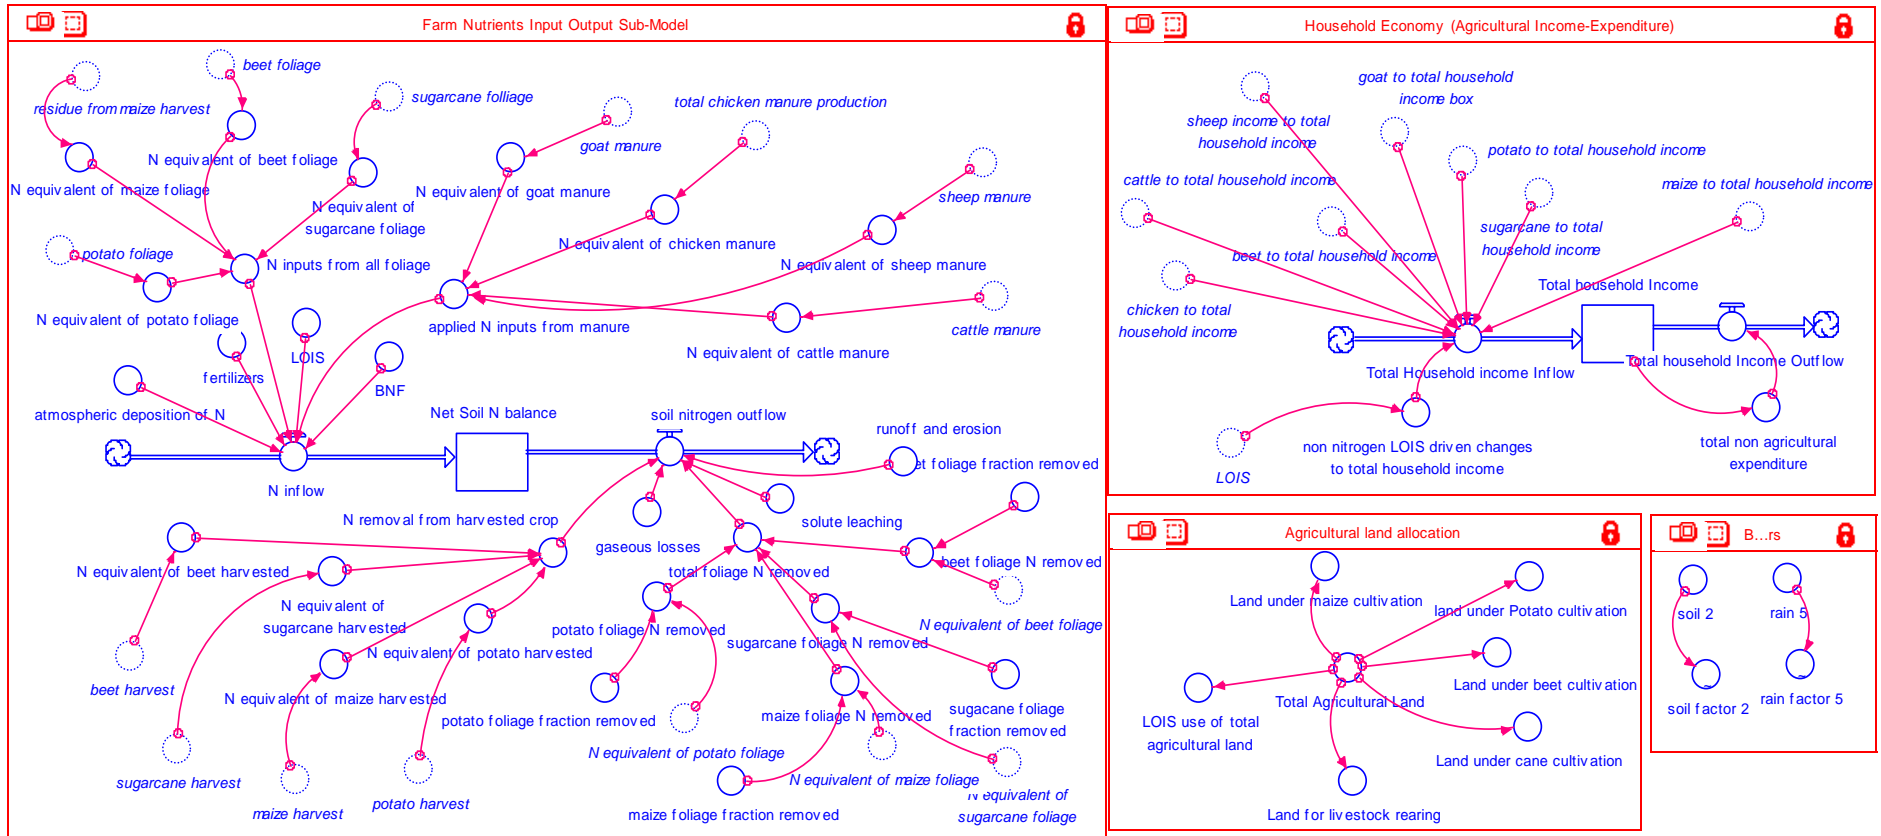 Farm Nutrients Input Output Sub-Model
beet foliage
residue from maize harvest
sugarcane folliage
total chicken manure production
N equivalent of beet foliage
goat manure
N equivalent of maize foliage
N equivalent of goat manure
sheep manure
N equivalent of
sugarcane foliage
potato foliage
N inputs from all foliage
N equivalent of chicken manure
N equivalent of sheep manure
N equivalent of potato foliage
applied N inputs from manure
cattle manure
LOIS
N equivalent of cattle manure
fertilizers
BNF
atmospheric deposition of N
Net Soil N balance
soil nitrogen outflow
runoff and erosion
et foliage fraction removed
N inflow
N removal from harvested crop
solute leaching
gaseous losses
N equivalent of beet harvested
total foliage N removed
beet foliage N removed
N equivalent of
sugarcane harvested
potato foliage N removed
sugarcane foliage N removed
N equivalent of beet foliage
N equivalent of potato harvested
beet harvest
N equivalent of maize harvested
potato foliage fraction removed
maize foliage N removed
sugacane foliage
fraction removed
N equivalent of potato foliage
sugarcane harvest
N equivalent of maize foliage
maize harvest
potato harvest
maize foliage fraction removed
N equivalent of
sugarcane foliage
Household Economy (Agricultural Income-Expenditure)
goat to total household
income box
sheep income to total
household income
potato to total household income
cattle to total household income
maize to total household income
sugarcane to total
household income
beet to total household income
Total household Income
chicken to total
household income
Total household Income Outflow
Total Household income Inflow
non nitrogen LOIS driven changes
to total household income
total non agricultural
expenditure
LOIS
Agricultural land allocation
Land under maize cultivation
land under Potato cultivation
Land under beet cultivation
Total Agricultural Land
LOIS use of total
agricultural land
Land under cane cultivation
Land for livestock rearing
B...rs
soil 2
rain 5
~
~
soil factor 2
rain factor 5